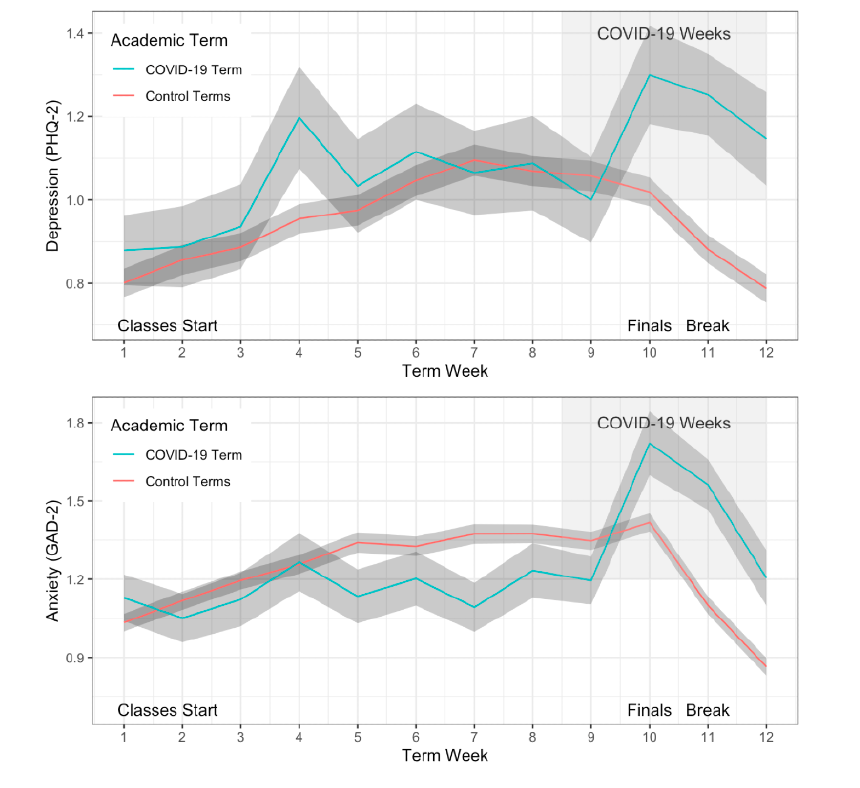 1.4
COVID-19 Weeks
Academic Term
COVID-19 Term
Control Terms
1.2
1.0
0.8
Depression (PHQ-2)
Classes Start
Finals Break
1 2 3 4 5 6 7 8 9 10 11 12
Term Week
1.8
COVID-19 Weeks
Academic Term
COVID-19 Term
Control Terms
1.5
1.2
0.9
Anxiety (GAD-2)
Classes Start
Finals Break
1 2 3 4 5 6 7 8 9 10 11 12
Term Week